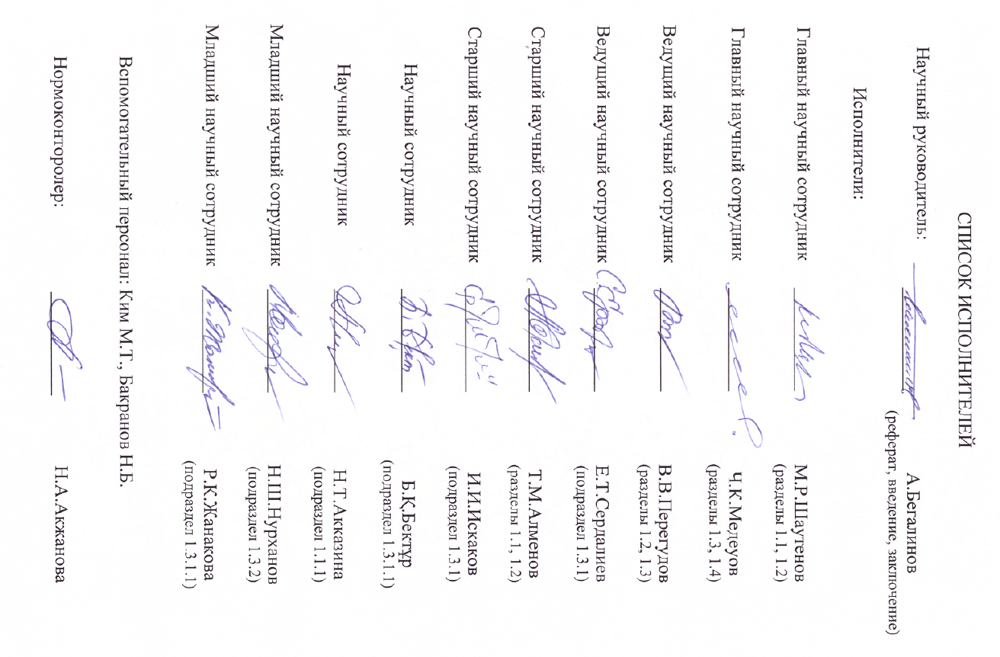 СПИСОК ИСПОЛНИТЕЛЕЙ
Научный руководитель: А.Бегалинов
(реферат, введение, заключение)
Исполнители:
Главный научный сотрудник М.Р.Шаутенов
(разделы 1.1, 1.2)
Главный научный сотрудник Ч.К.Медеуов
(разделы 1.3, 1.4)
Ведущий научный сотрудник В.В.Перегудов
(разделы 1.2, 1.3)
Ведущий научный сотрудник Е.Т.Сердалиев
(подраздел 1.3.1)
Старший научный сотрудник Т.М.Алменов
(разделы 1.1, 1.2)
Старший научный сотрудник И.И.Искаков
(подраздел 1.3.1)
Научный сотрудник Б.Қ.Бектұр
(подраздел 1.3.1.1)
Научный сотрудник Н.Т.Акказина
(подраздел 1.1.1)
Младший научный сотрудник Н.Ш.Нурханов
(подраздел 1.3.2)
Младший научный сотрудник Р.К.Жанакова
(подраздел 1.3.1.1)
Вспомогательный персонал: Ким М.Т., Бакранов Н.Б.
Нормоконторолер: Н.А.Акжанова